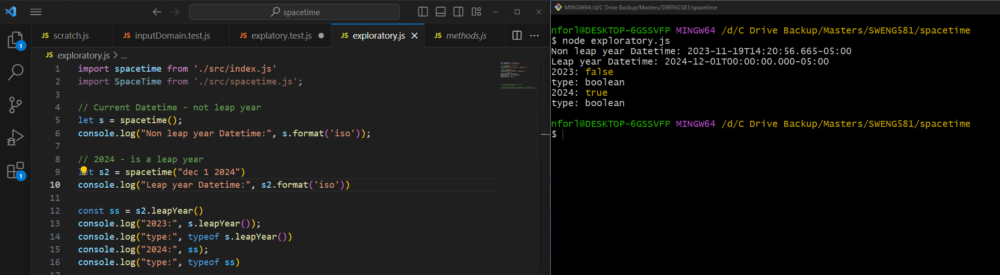 spacetime
JS scratch.js
JS inputDomain.test.js
JS explatory.test.js
JS exploratory.js
JS methods.js
JS exploratory.js > ...
1
1
1 import spacetime from './src/index.js'
2 import SpaceTime from './src/spacetime.js';
3
4 // Current Datetime - not leap year
5 let s = spacetime();
6 console.log("Non leap year Datetime:", s.format('iso'));
7
8 // 2024 - is a leap year
9 let s2 = spacetime("dec 1 2024")
10 console.log("Leap year Datetime:", s2.format('iso'))
11
12 const ss = s2.leapYear()
13 console.log("2023:", s.leapYear());
14 console.log("type:", typeof s.leapYear())
15 console.log("2024:", ss);
16 console.log("type:", typeof ss)
17
MINGW64:/d/C Drive Backup/Masters/SWENG581/spacetime
nforl@DESKTOP-6GSSVFP MINGW64 /d/C Drive Backup/Masters/SWENG581/spacetime
$ node exploratory.js
Non leap year Datetime: 2023-11-19T14:20:56.665-05:00
Leap year Datetime: 2024-12-01T00:00:00.000-05:00
2023: false
type: boolean
2024: true
type: boolean
nforl@DESKTOP-6GSSVFP MINGW64 /d/C Drive Backup/Masters/SWENG581/spacetime
$